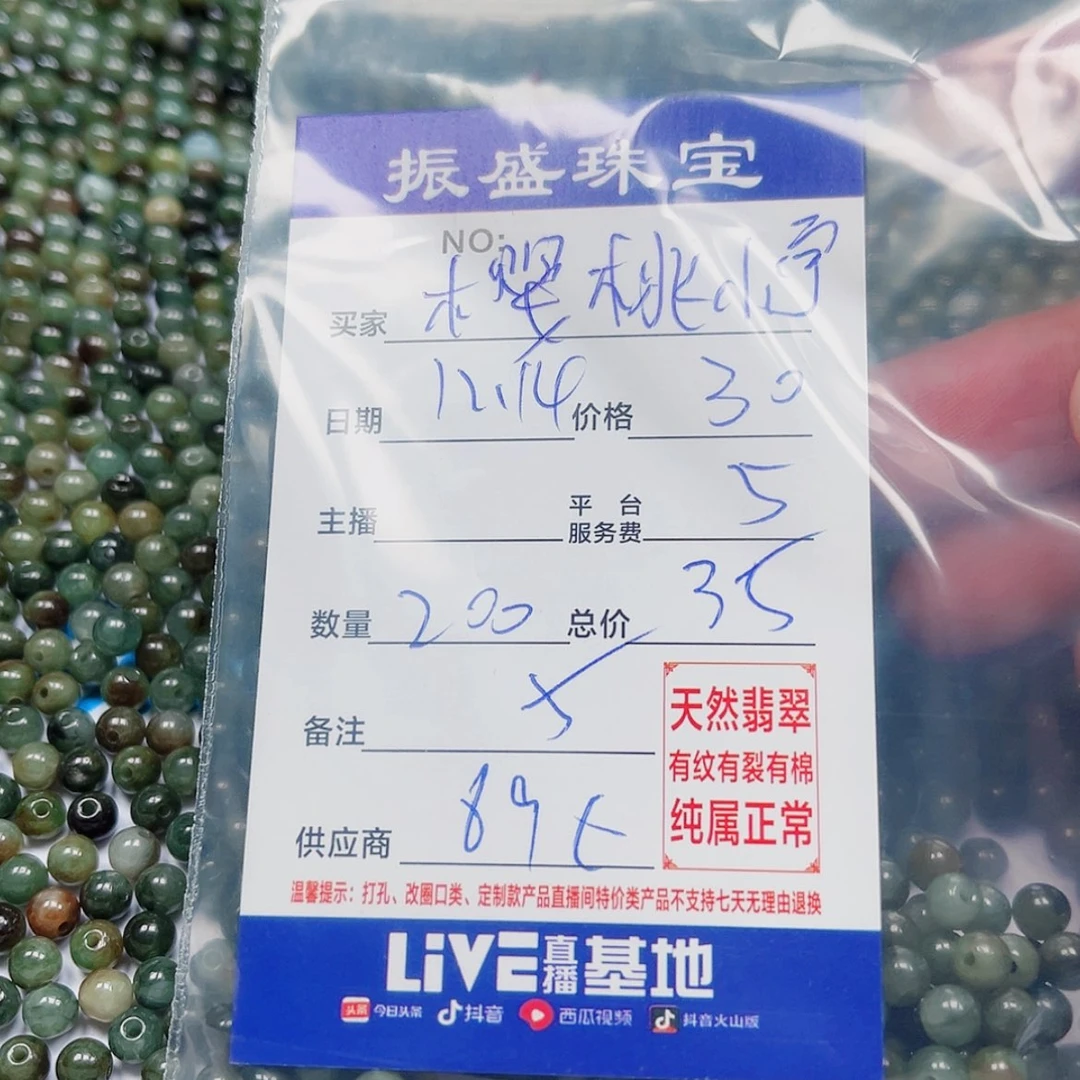 振盛珠宝
NO:
买家 樱桃小
日期 12.14 价格 30
主播 平台服务费 5
数量 200 总价 35
备注
供应商 89
天然翡翠
有纹有裂有棉
纯属正常
温馨提示：打孔、改圈口类、定制款产品直播间特价类产品不支持七天无理由退换
LiVE直播基地
头条 今日头条 抖音 西瓜视频 抖音火山版